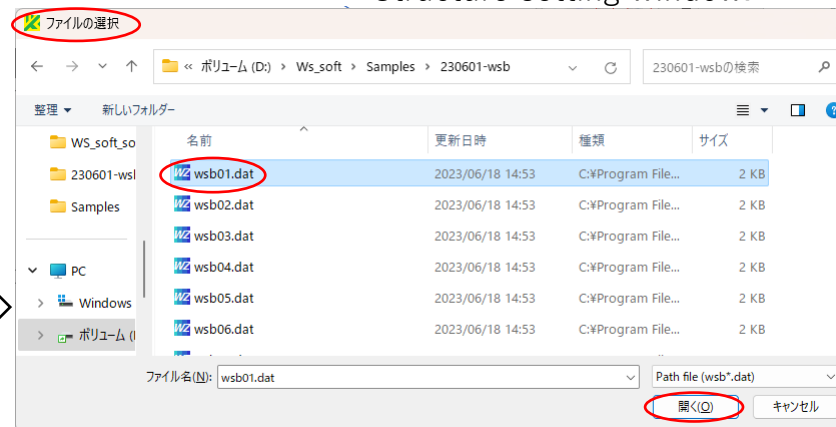 ファイルの選択
« ボリューム (D:) › Ws_soft › Samples › 230601-wsb
230601-wsbの検索
整理 新しいフォルダー
名前 更新日時 種類 サイズ
WS_soft_so
230601-wsl
Samples
PC
Windows
ボリューム (
wsb01.dat 2023/06/18 14:53 C:¥Program File... 2 KB
wsb02.dat 2023/06/18 14:53 C:¥Program File... 2 KB
wsb03.dat 2023/06/18 14:53 C:¥Program File... 2 KB
wsb04.dat 2023/06/18 14:53 C:¥Program File... 2 KB
wsb05.dat 2023/06/18 14:53 C:¥Program File... 2 KB
wsb06.dat 2023/06/18 14:53 C:¥Program File... 2 KB
ファイル名(N): wsb01.dat
Path file (wsb*.dat)
開く(O) キャンセル